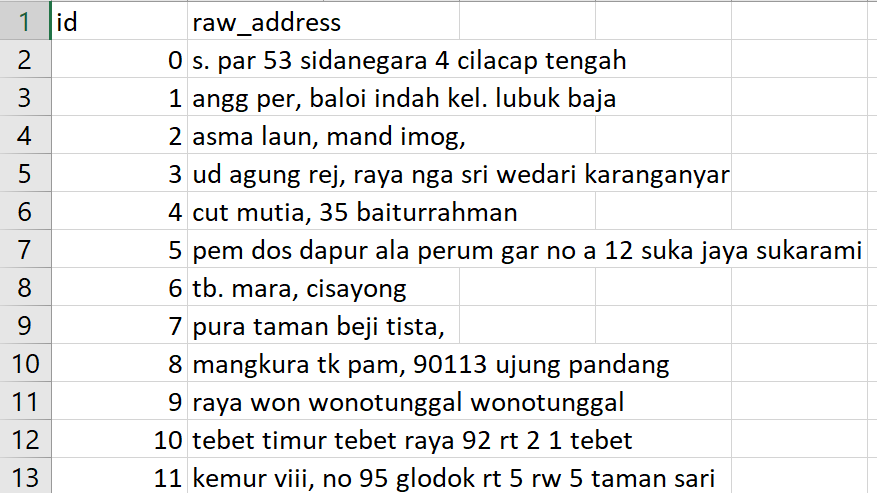 1 id raw_address
2 0 s. par 53 sidanegara 4 cilacap tengah
3 1 angg per, baloi indah kel. lubuk baja
4 2 asma laun, mand imog,
5 3 ud agung rej, raya nga sri wedari karanganyar
6 4 cut mutia, 35 baiturrahman
7 5 pem dos dapur ala perum gar no a 12 suka jaya sukarami
8 6 tb. mara, cisayong
9 7 pura taman beji tista,
10 8 mangkura tk pam, 90113 ujung pandang
11 9 raya won wonotunggal wonotunggal
12 10 tebet timur tebet raya 92 rt 2 1 tebet
13 11 kemur viii, no 95 glodok rt 5 rw 5 taman sari